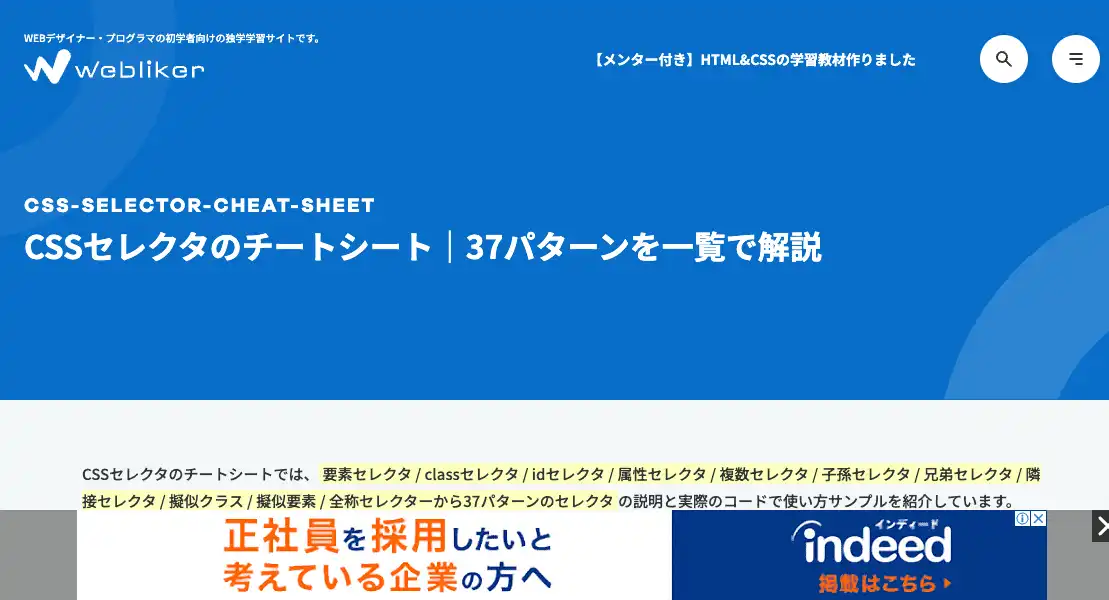 WEBデザイナー・プログラマの初学者向けの独学学習サイトです。
webliker
【メンター付き】HTML&CSSの学習教材作りました
CSS-SELECTOR-CHEAT-SHEET
CSSセレクタのチートシート｜37パターンを一覧で解説
CSSセレクタのチートシートでは、 要素セレクタ / classセレクタ / idセレクタ / 属性セレクタ / 複数セレクタ / 子孫セレクタ / 兄弟セレクタ / 隣
接セレクタ / 擬似クラス / 擬似要素 / 全称セレクターから37パターンのセレクタ の説明と実際のコードで使い方サンプルを紹介しています。
正社員を採用したいと
考えている企業の方へ
インディード
indeed
掲載はこちら